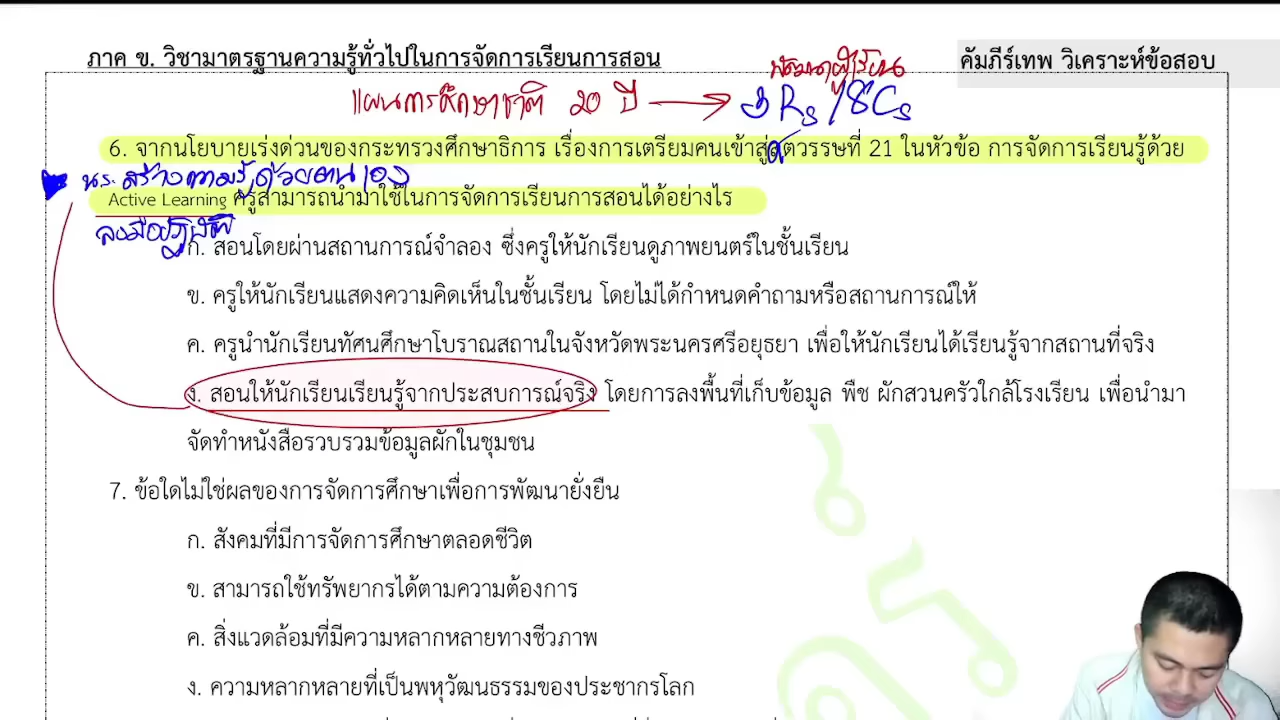 ภาค ข. วิชามาตรฐานความรู้ทั่วไปในการจัดการเรียนการสอน
คัมภีร์เทพ วิเคราะห์ข้อสอบ
พัฒนาผู้เรียน
แผนการศึกษาชาติ 20 ปี → 3Rs / 8Cs
6. จากนโยบายเร่งด่วนของกระทรวงศึกษาธิการ เรื่องการเตรียมคนเข้าสู่ศตวรรษที่ 21 ในหัวข้อ การจัดการเรียนรู้ด้วย
นร. สร้างความรู้ด้วยตนเอง
Active Learning ครูสามารถนำมาใช้ในการจัดการเรียนการสอนได้อย่างไร
ลงมือปฏิบัติ
ก. สอนโดยผ่านสถานการณ์จำลอง ซึ่งครูให้นักเรียนดูภาพยนตร์ในชั้นเรียน
ข. ครูให้นักเรียนแสดงความคิดเห็นในชั้นเรียน โดยไม่ได้กำหนดคำถามหรือสถานการณ์ให้
ค. ครูนำนักเรียนทัศนศึกษาโบราณสถานในจังหวัดพระนครศรีอยุธยา เพื่อให้นักเรียนได้เรียนรู้จากสถานที่จริง
ง. สอนให้นักเรียนเรียนรู้จากประสบการณ์จริง โดยการลงพื้นที่เก็บข้อมูล พืช ผักสวนครัวใกล้โรงเรียน เพื่อนำมา
จัดทำหนังสือรวบรวมข้อมูลผักในชุมชน
7. ข้อใดไม่ใช่ผลของการจัดการศึกษาเพื่อการพัฒนายั่งยืน
ก. สังคมที่มีการจัดการศึกษาตลอดชีวิต
ข. สามารถใช้ทรัพยากรได้ตามความต้องการ
ค. สิ่งแวดล้อมที่มีความหลากหลายทางชีวภาพ
ง. ความหลากหลายที่เป็นพหุวัฒนธรรมของประชากรโลก